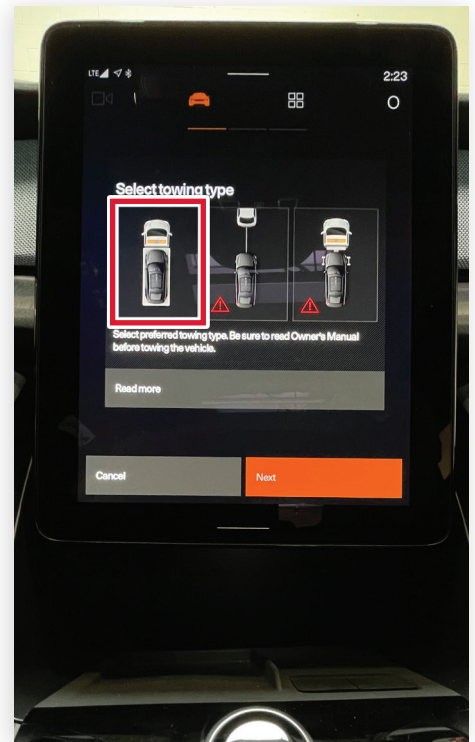 LTE
2:23
Select towing type
Select preferred towing type. Be sure to read Owner's Manual
before towing the vehicle.
Read more
Cancel
Next